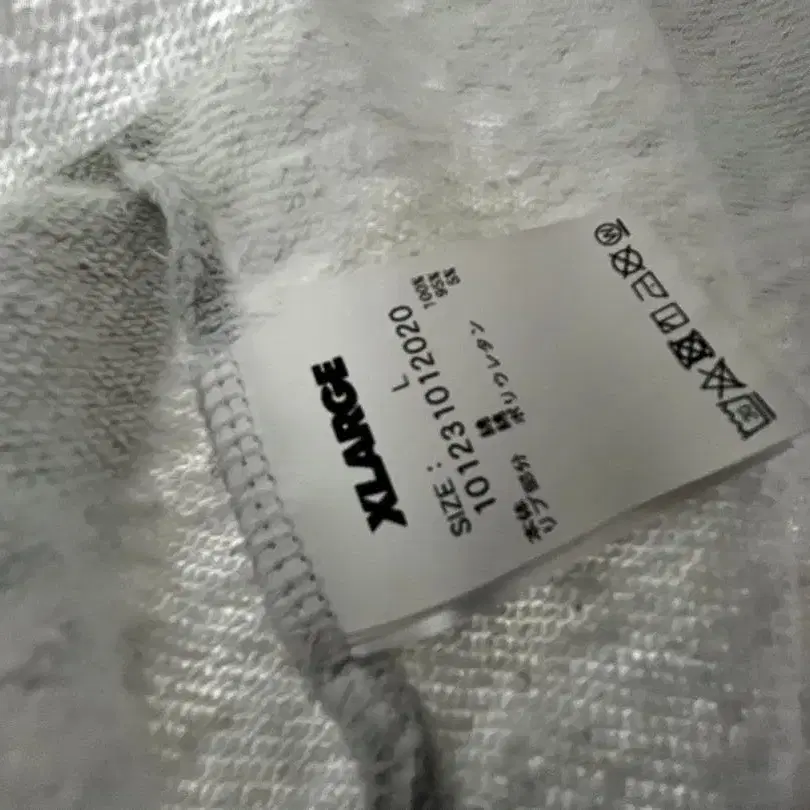 XLARGE
SIZE: L
101231012020
本体 綿 100%
リブ部分 綿 95%
ポリウレタン 5%